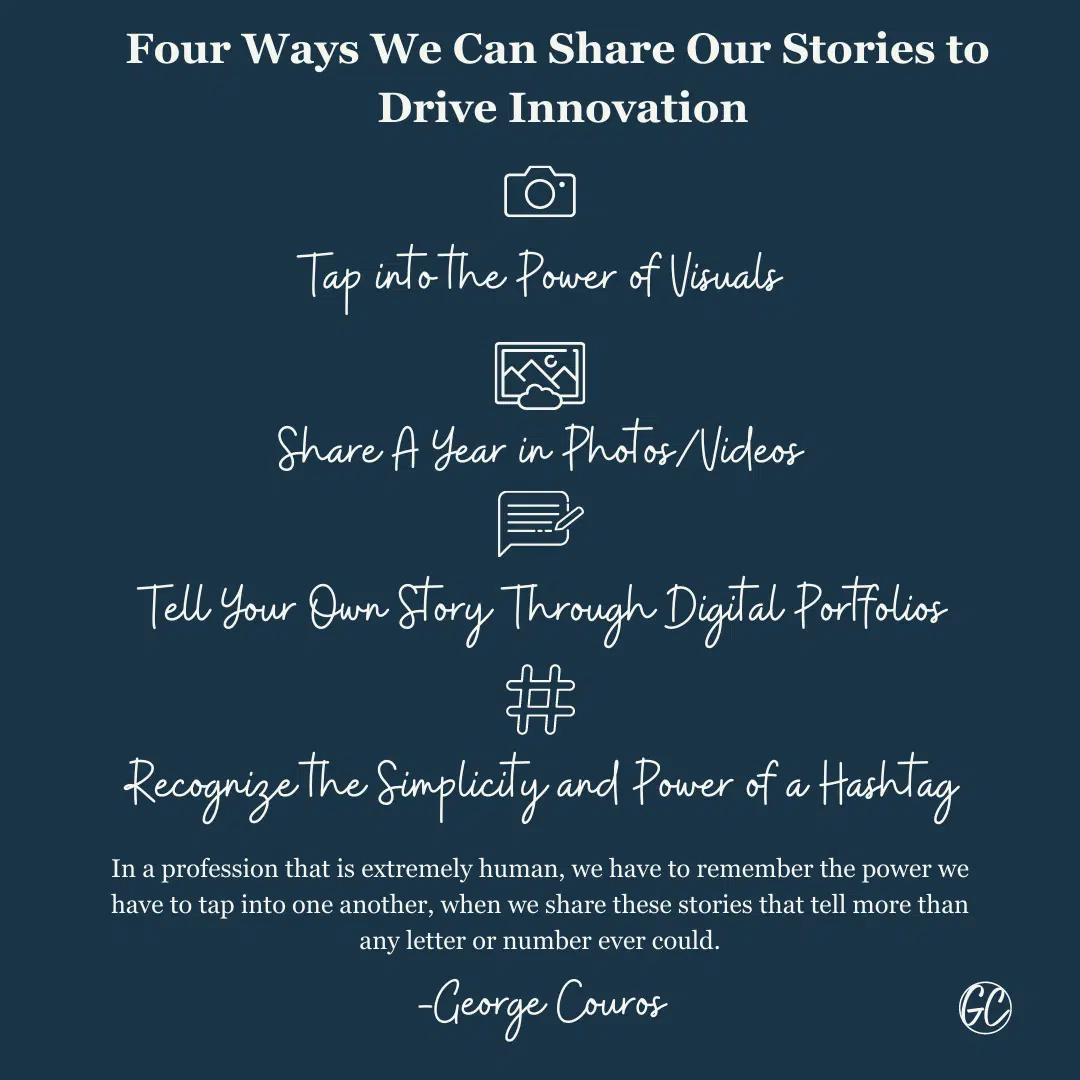 Four Ways We Can Share Our Stories to
Drive Innovation
Tap into the Power of Visuals
Share A Year in Photos/Videos
Tell Your Own Story Through Digital Portfolios
Recognize the Simplicity and Power of a Hashtag
In a profession that is extremely human, we have to remember the power we
have to tap into one another, when we share these stories that tell more than
any letter or number ever could.
-George Couros
GC